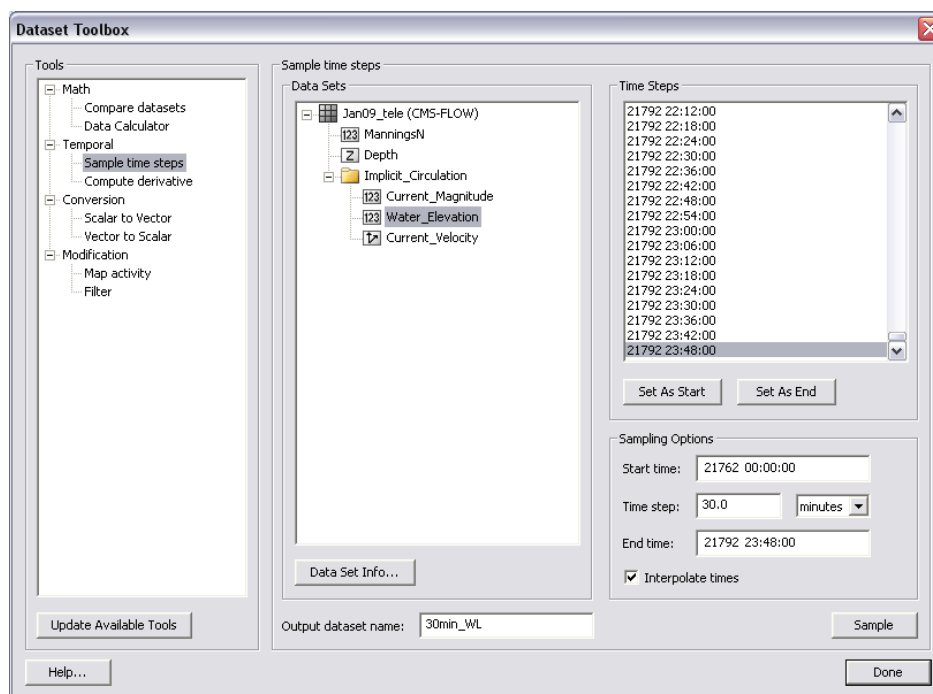 Dataset Toolbox
Tools
Math
Compare datasets
Data Calculator
Temporal
Sample time steps
Compute derivative
Conversion
Scalar to Vector
Vector to Scalar
Modification
Map activity
Filter
Update Available Tools
Help...
Sample time steps
Data Sets
Jan09_tele (CMS-FLOW)
123 ManningsN
Z Depth
Implicit_Circulation
123 Current_Magnitude
123 Water_Elevation
Current_Velocity
Data Set Info...
Output dataset name: 30min_WL
Time Steps
21792 22:12:00
21792 22:18:00
21792 22:24:00
21792 22:30:00
21792 22:36:00
21792 22:42:00
21792 22:48:00
21792 22:54:00
21792 23:00:00
21792 23:06:00
21792 23:12:00
21792 23:18:00
21792 23:24:00
21792 23:30:00
21792 23:36:00
21792 23:42:00
21792 23:48:00
Set As Start Set As End
Sampling Options
Start time: 21762 00:00:00
Time step: 30.0 minutes
End time: 21792 23:48:00
Interpolate times
Sample
Done